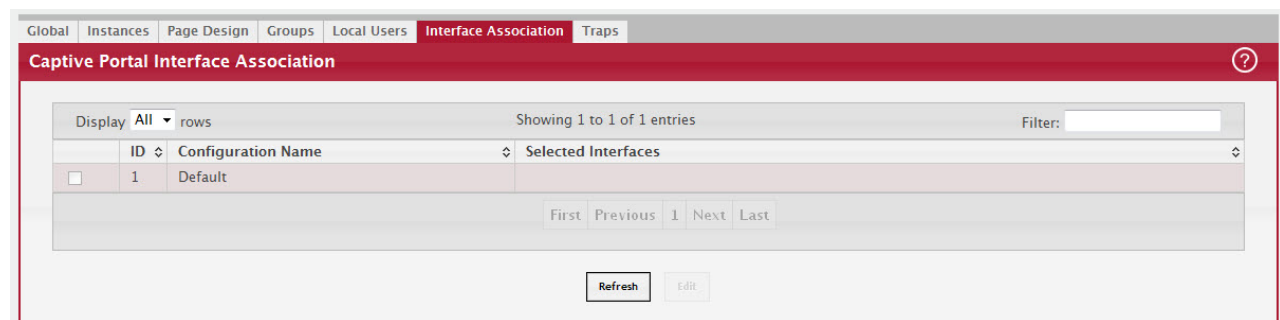 Global Instances Page Design Groups Local Users Interface Association Traps
Captive Portal Interface Association ?
Display All rows Showing 1 to 1 of 1 entries Filter:
ID Configuration Name Selected Interfaces
1 Default
First Previous 1 Next Last
Refresh Edit